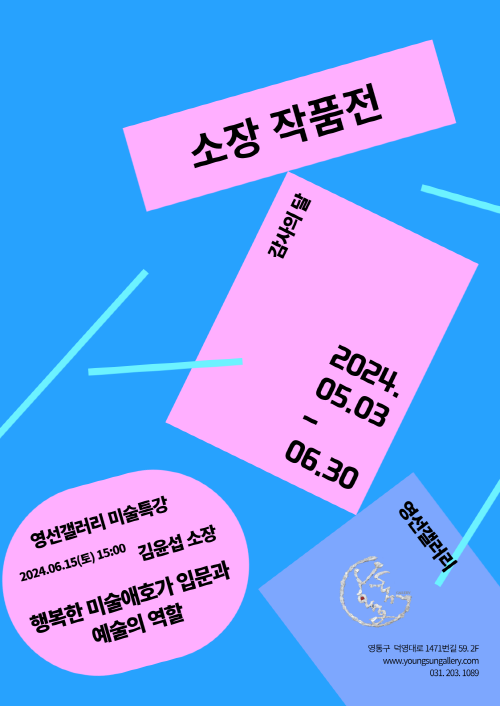 소장 작품전
감사의 달
2024.
05.03
-
06.30
영선갤러리 미술특강
2024.06.15(토) 15:00 김윤섭 소장
행복한 미술애호가 입문과
예술의 역할
영선갤러리
Young
Sung
영통구 덕영대로 1471번길 59. 2F
www.youngsungallery.com
031. 203. 1089